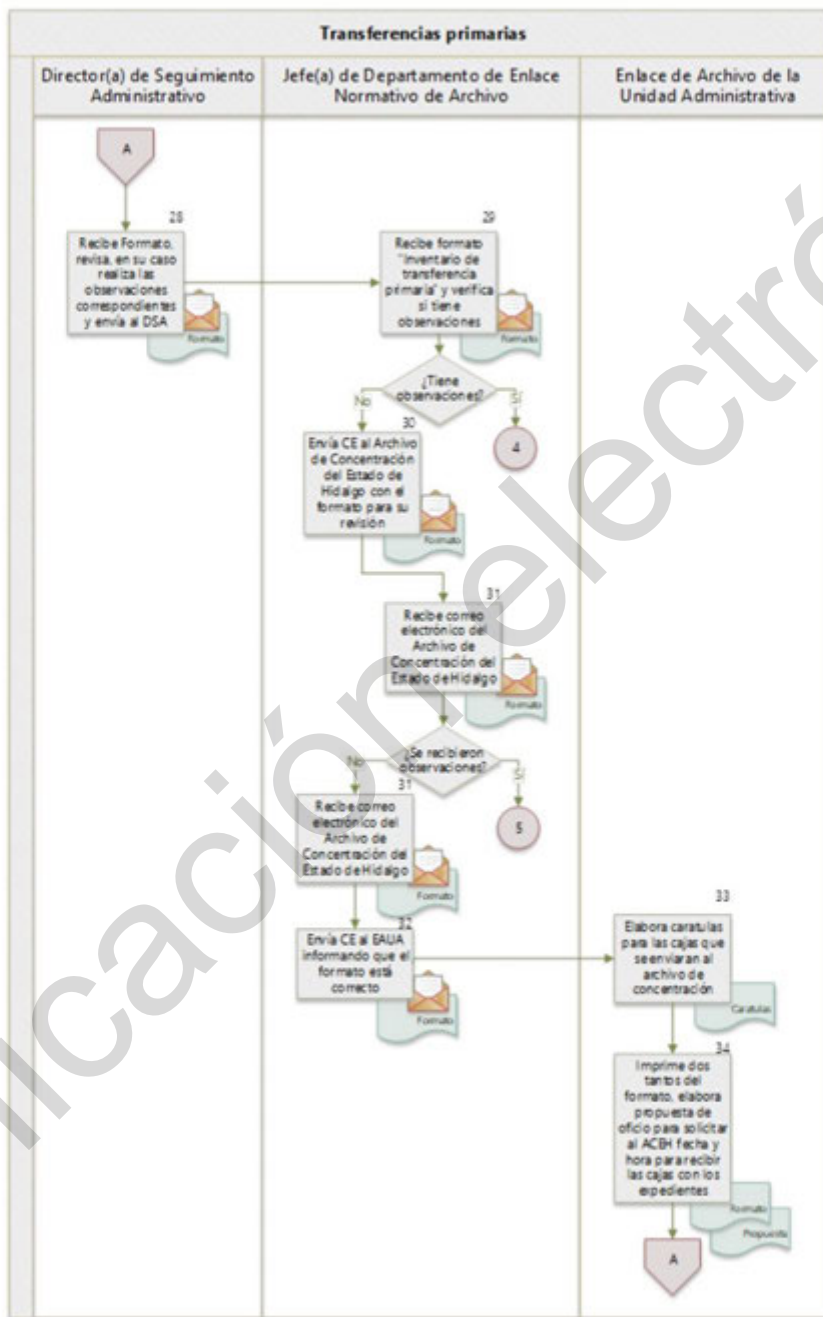 Transferencias primarias
Director(a) de Seguimiento
Administrativo
Jefe(a) de Departamento de Enlace
Normativo de Archivo
Enlace de Archivo de la
Unidad Administrativa
A
28
Recibe Formato,
revisa, en su caso
realiza las
observaciones
correspondientes
y envía al DSA
Formato
29
Recibe formato
"Inventario de
transferencia
primaria" y verifica
si tiene
observaciones
Formato
¿Tiene
observaciones?
No
Sí
4
30
Envía CE al Archivo
de Concentración
del Estado de
Hidalgo con el
formato para su
revisión
Formato
31
Recibe correo
electrónico del
Archivo de
Concentración del
Estado de Hidalgo
Formato
¿Se recibieron
observaciones?
No
Sí
5
31
Recibe correo
electrónico del
Archivo de
Concentración del
Estado de Hidalgo
Formato
32
Envía CE al EAUA
informando que el
formato está
correcto
Formato
33
Elabora caratulas
para las cajas que
se enviaran al
archivo de
concentración
Caratulas
34
Imprime dos
tantos del
formato, elabora
propuesta de
oficio para solicitar
al ACEH fecha y
hora para recibir
las cajas con los
expedientes
Formato
Propuesta
A
licación electró